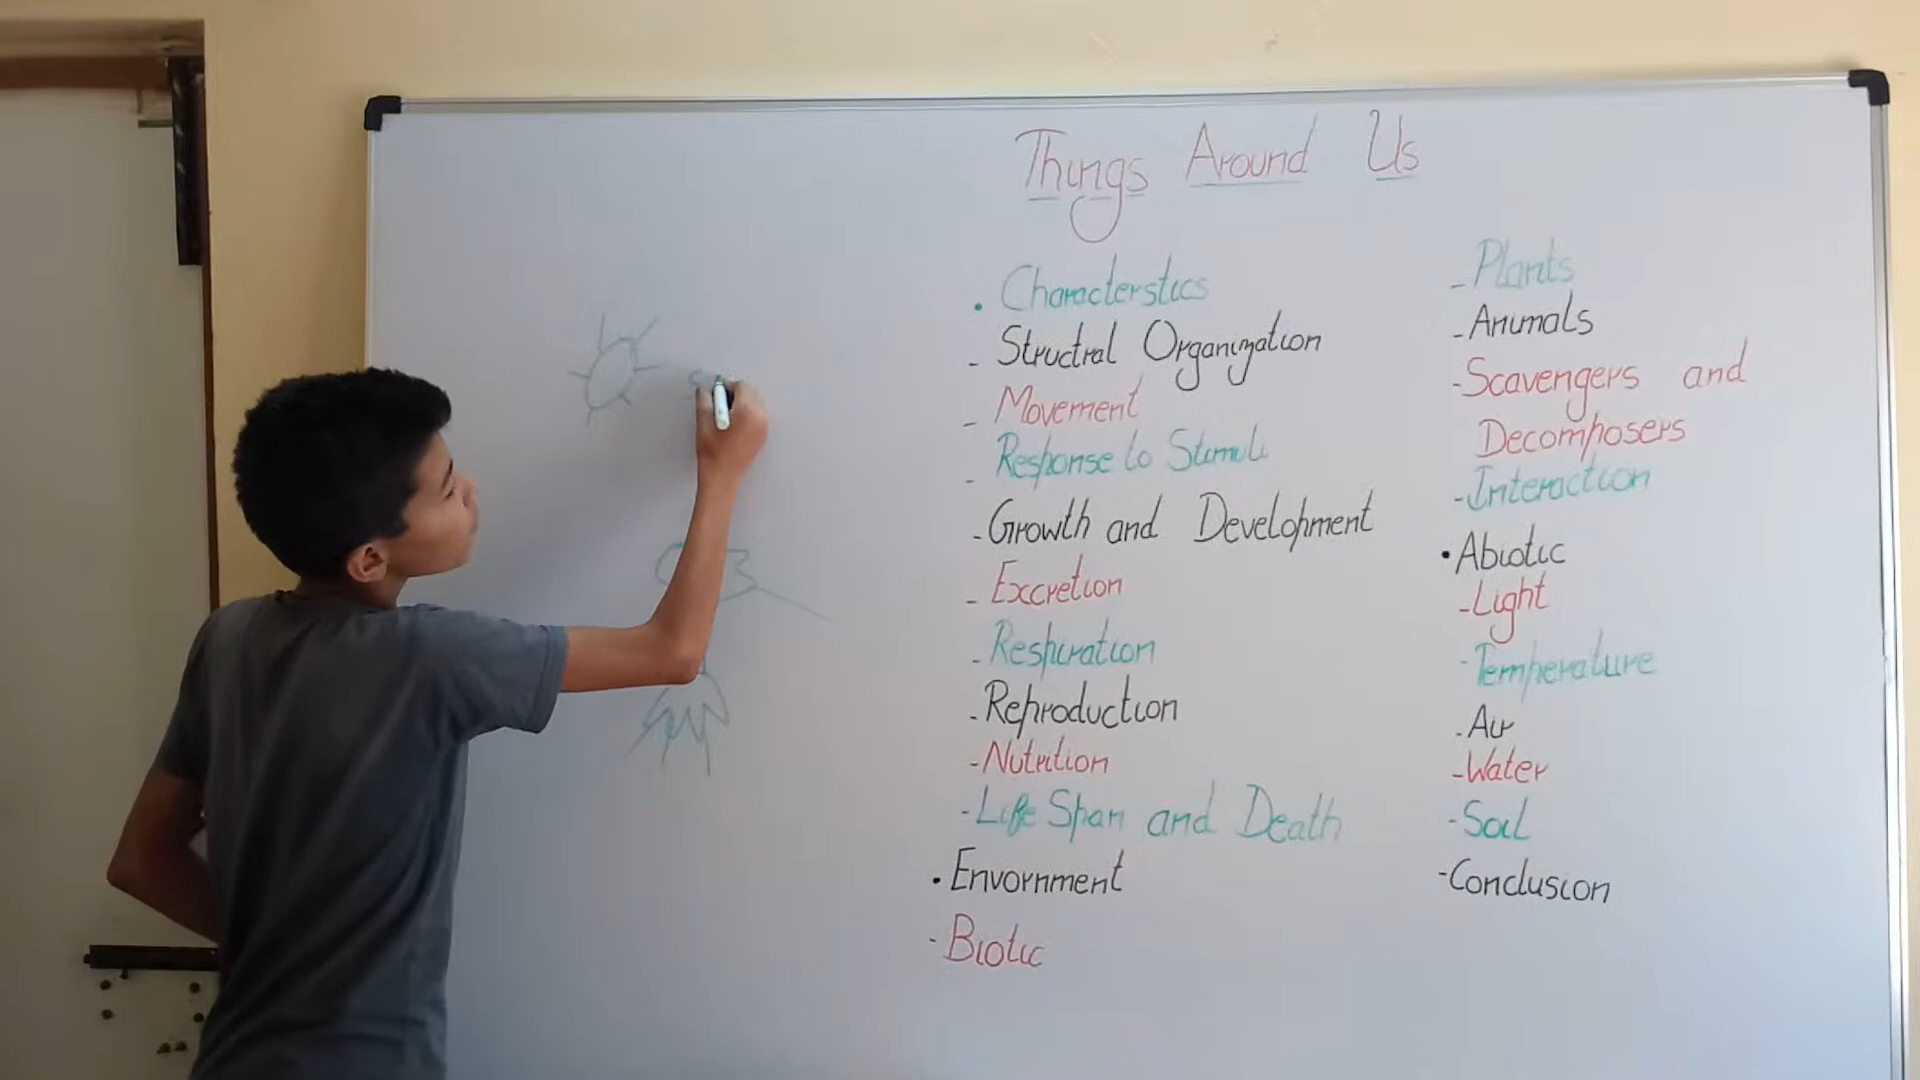 Things Around Us
• Characterstics
- Structral Organization
- Movement
- Response to Stimuli
- Growth and Development
- Excretion
- Respiration
- Reproduction
- Nutrition
- Life Span and Death
• Envornment
- Biotic
- Plants
- Animals
- Scavengers and
Decomposers
- Interaction
• Abiotic
- Light
- Temperature
- Air
- Water
- Soil
- Conclusion